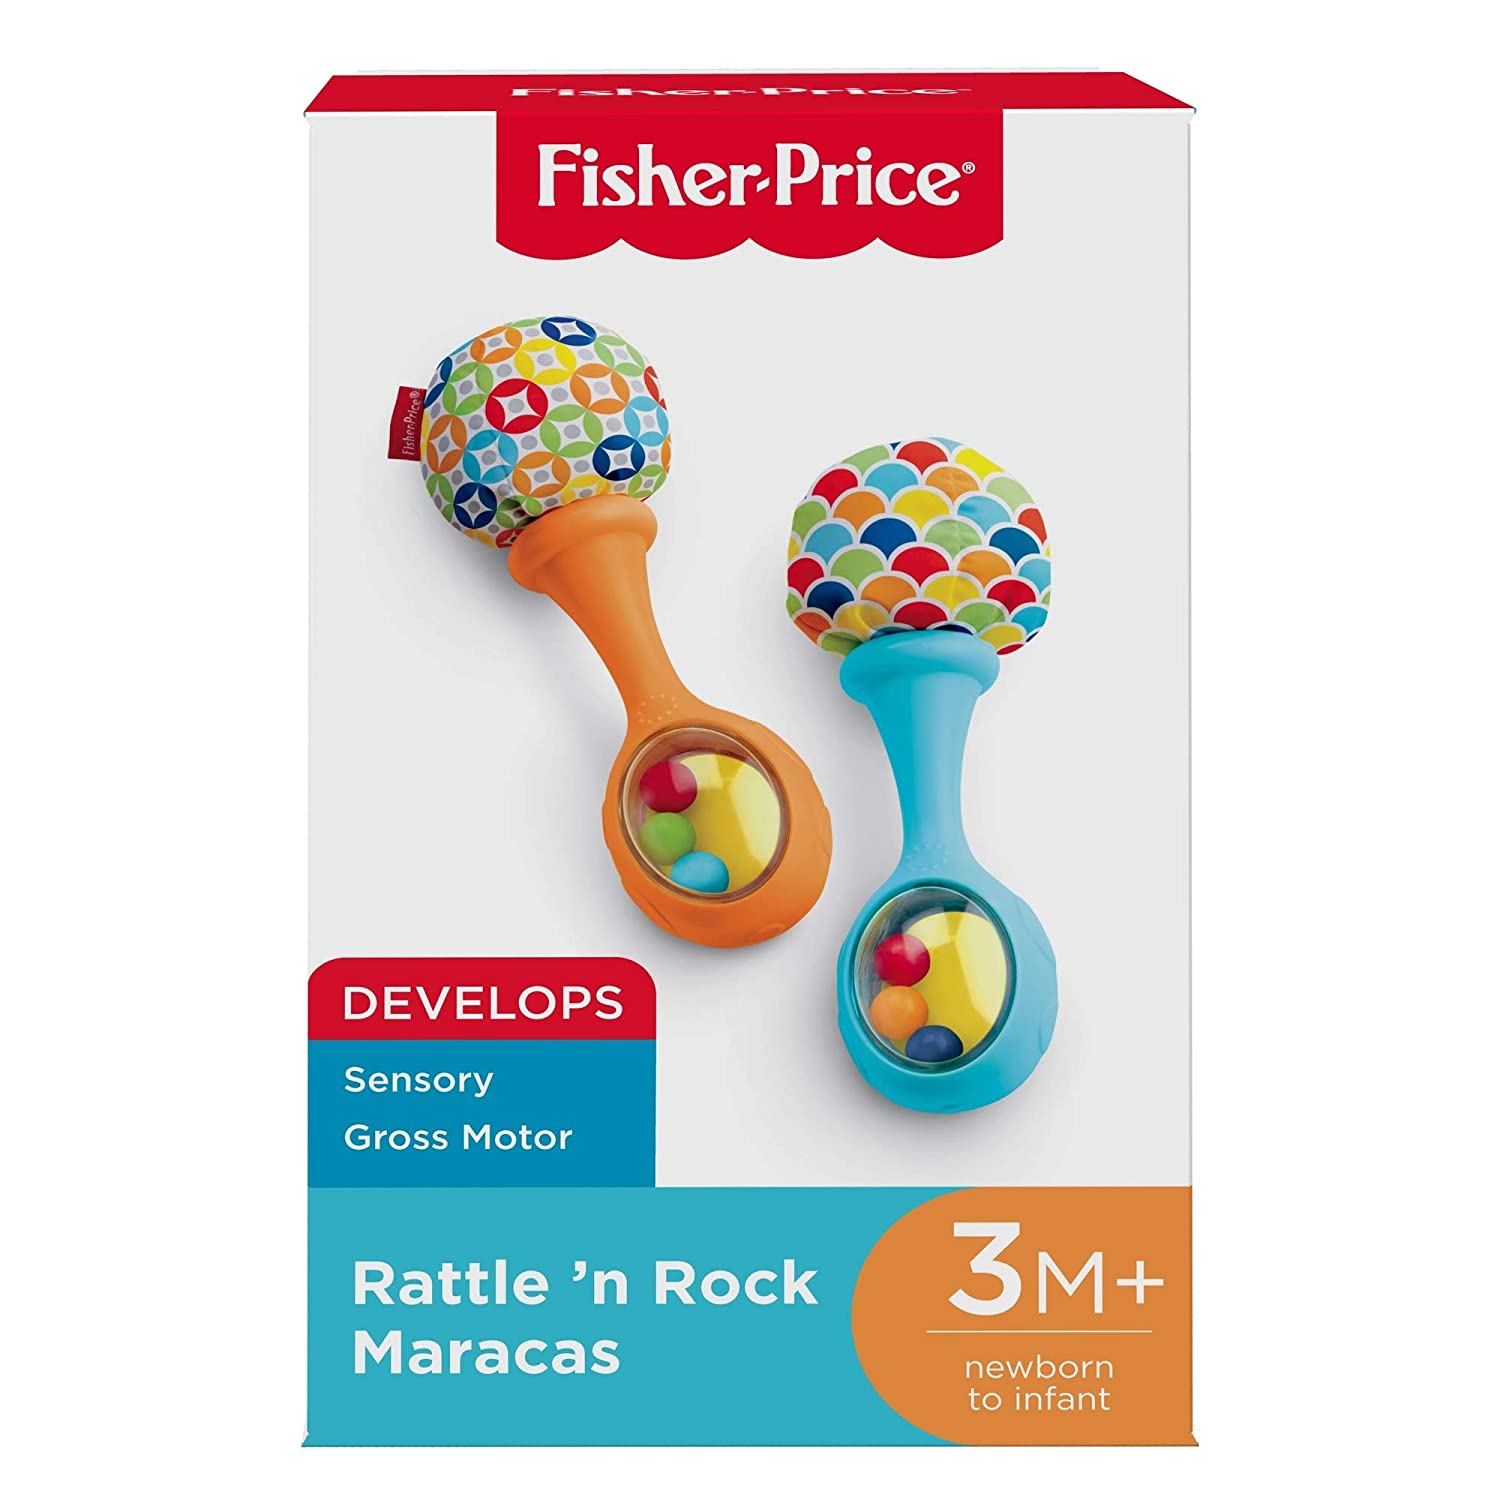 Fisher-Price
Fisher-Price®
Fisher-Price®
DEVELOPS
Sensory
Gross Motor
Rattle ’n Rock
Maracas
3M+
newborn
to infant